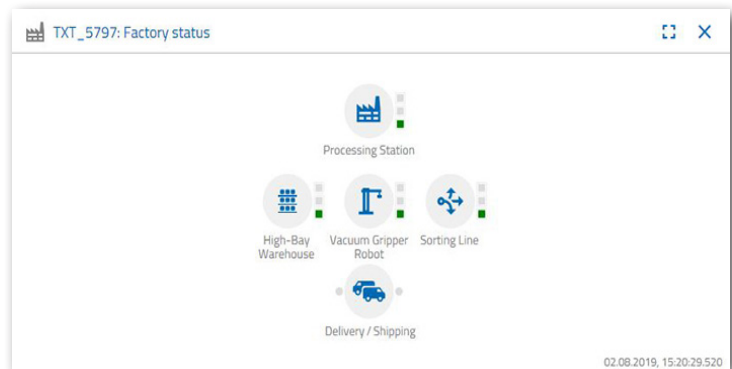 TXT_5797: Factory status
Processing Station
High-Bay
Warehouse
Vacuum Gripper
Robot
Sorting Line
Delivery / Shipping
02.08.2019, 15:20:29.520